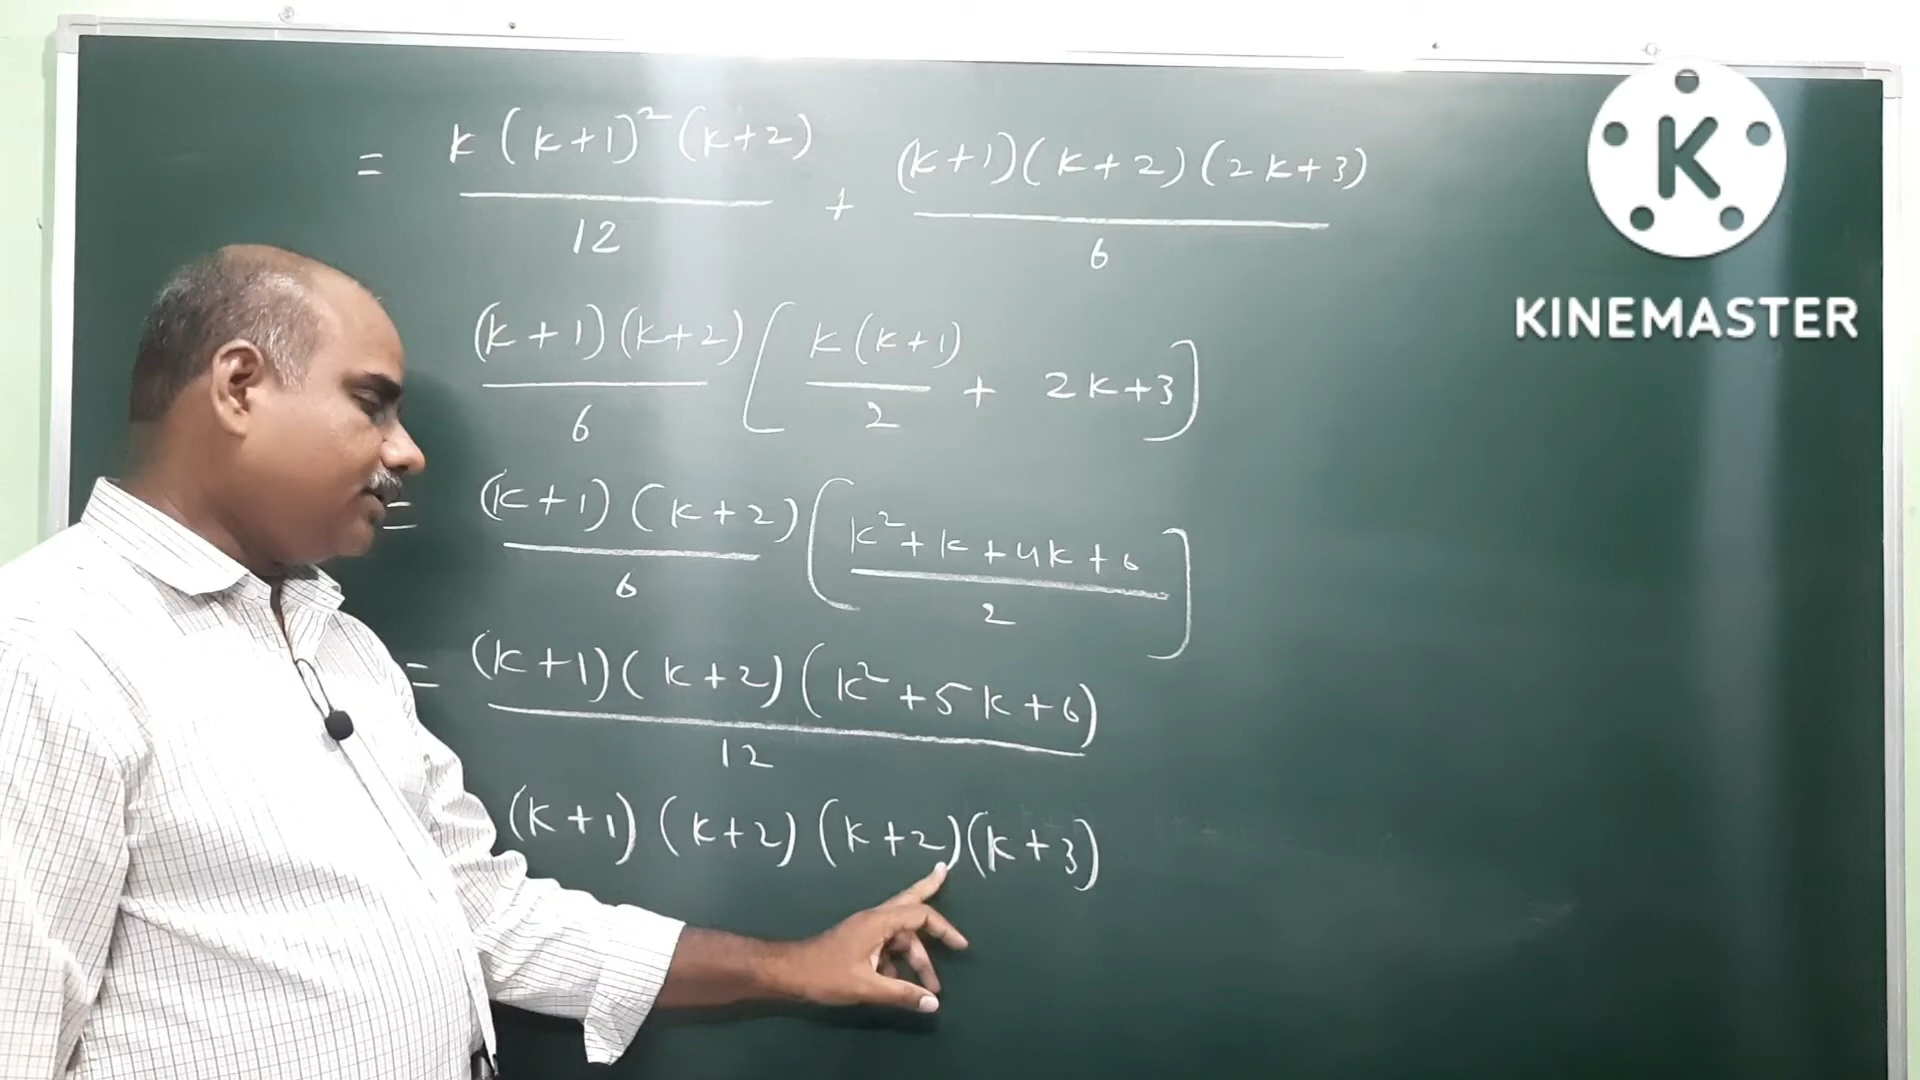 = k(k+1)²(k+2)/12 + (k+1)(k+2)(2k+3)/6
(k+1)(k+2)/6 [k(k+1)/2 + 2k+3]
= (k+1)(k+2)/6 [k²+k+4k+6/2]
= (k+1)(k+2)(k²+5k+6)/12
(k+1)(k+2)(k+2)(k+3)
K
KINEMASTER